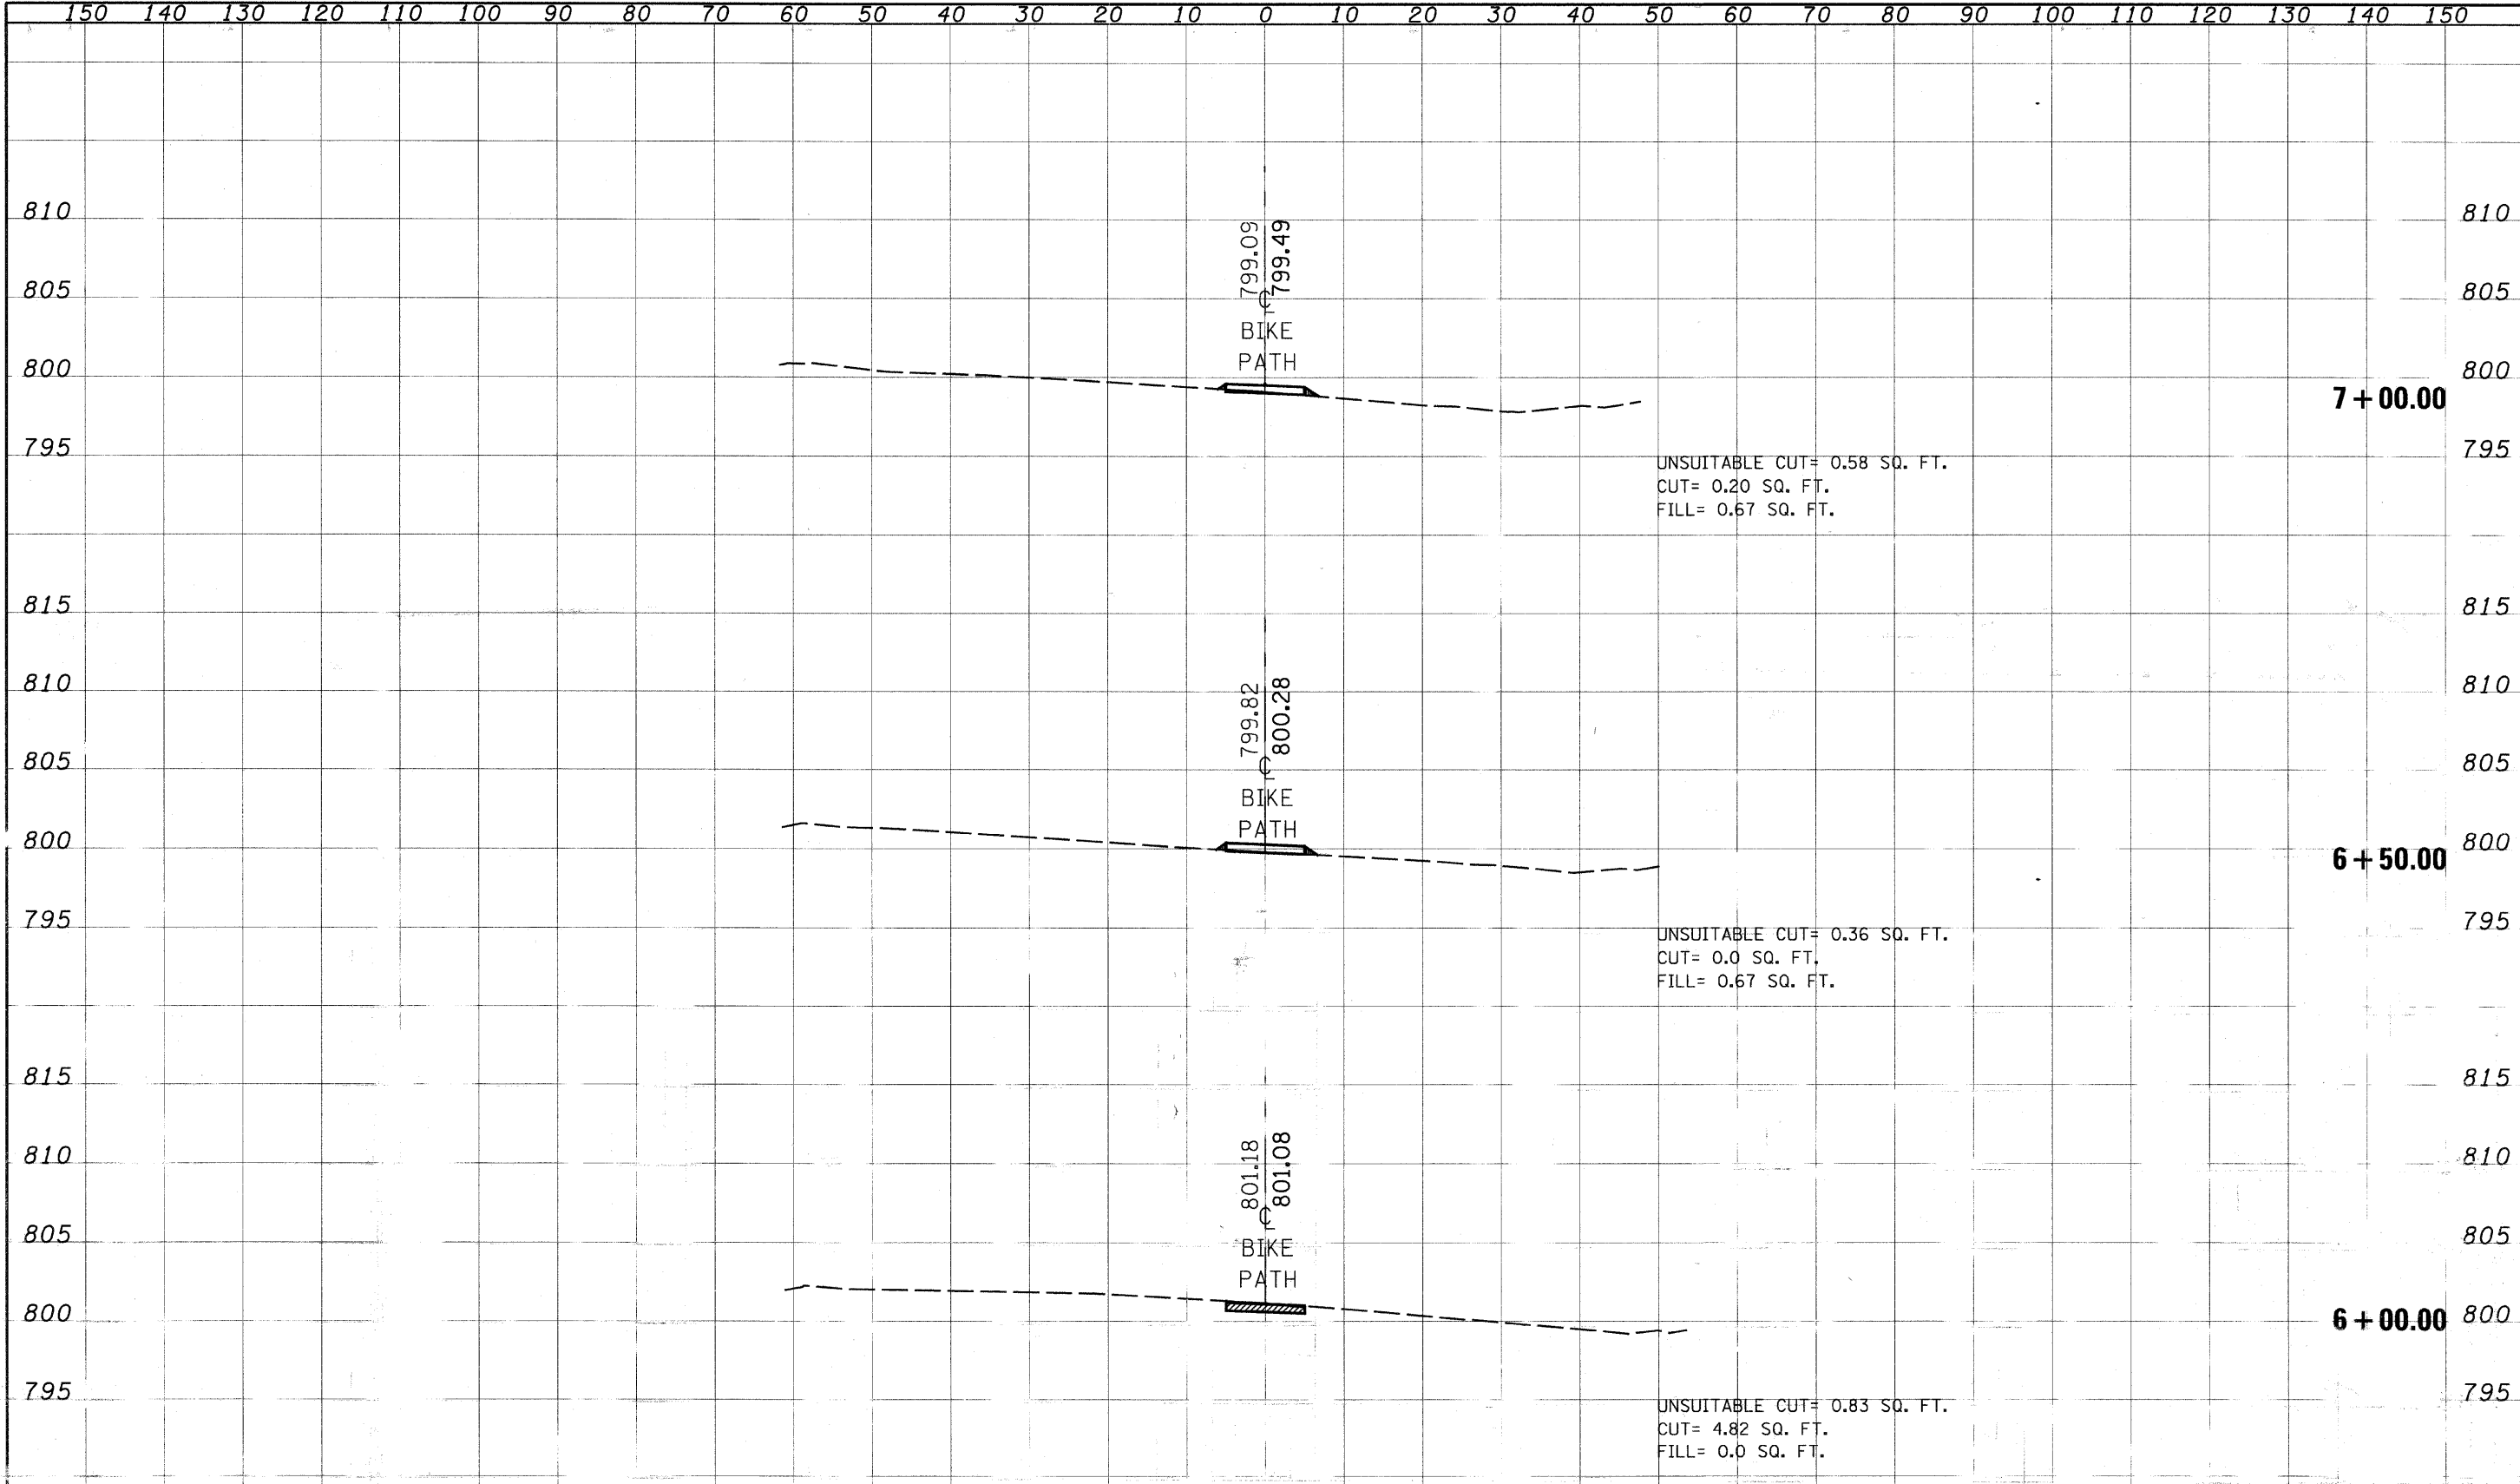 150 140 130 120 110 100 90 80 70 60 50 40 30 20 10 0 10 20 30 40 50 60 70 80 90 100 110 120 130 140 150
810 810
799.09
799.49
805 805
℄
BIKE
PATH
800 800
7+00.00
795 795
UNSUITABLE CUT= 0.58 SQ. FT.
CUT= 0.20 SQ. FT.
FILL= 0.67 SQ. FT.
815 815
810 810
799.82
800.28
805 805
℄
BIKE
PATH
800 800
6+50.00
795 795
UNSUITABLE CUT= 0.36 SQ. FT.
CUT= 0.0 SQ. FT.
FILL= 0.67 SQ. FT.
815 815
810 810
801.18
801.08
℄
805 805
BIKE
PATH
800 800
6+00.00
795 795
UNSUITABLE CUT= 0.83 SQ. FT.
CUT= 4.82 SQ. FT.
FILL= 0.0 SQ. FT.